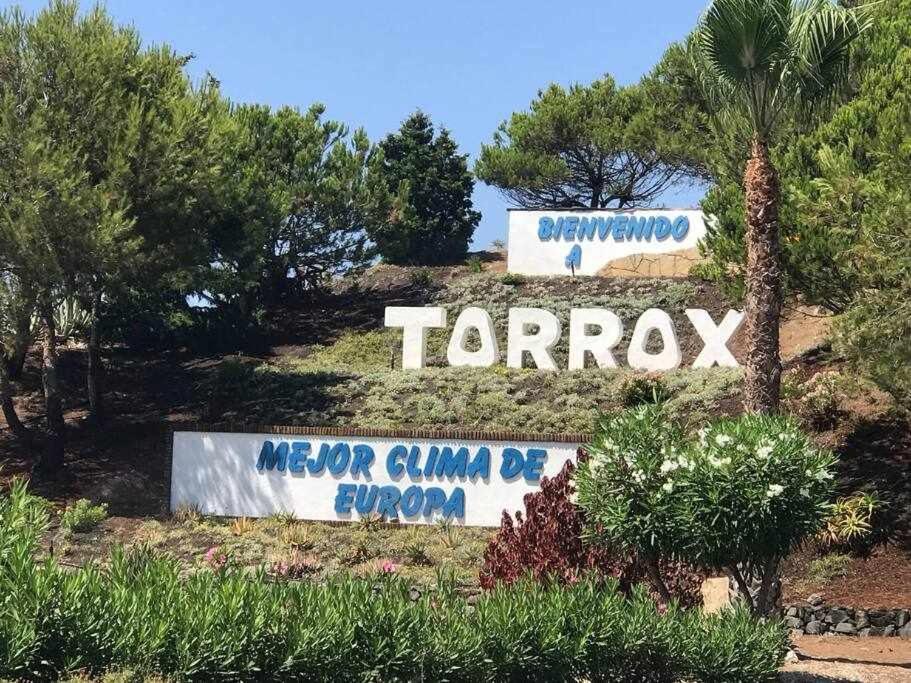 BIENVENIDO
A
TORROX
MEJOR CLIMA DE
EUROPA